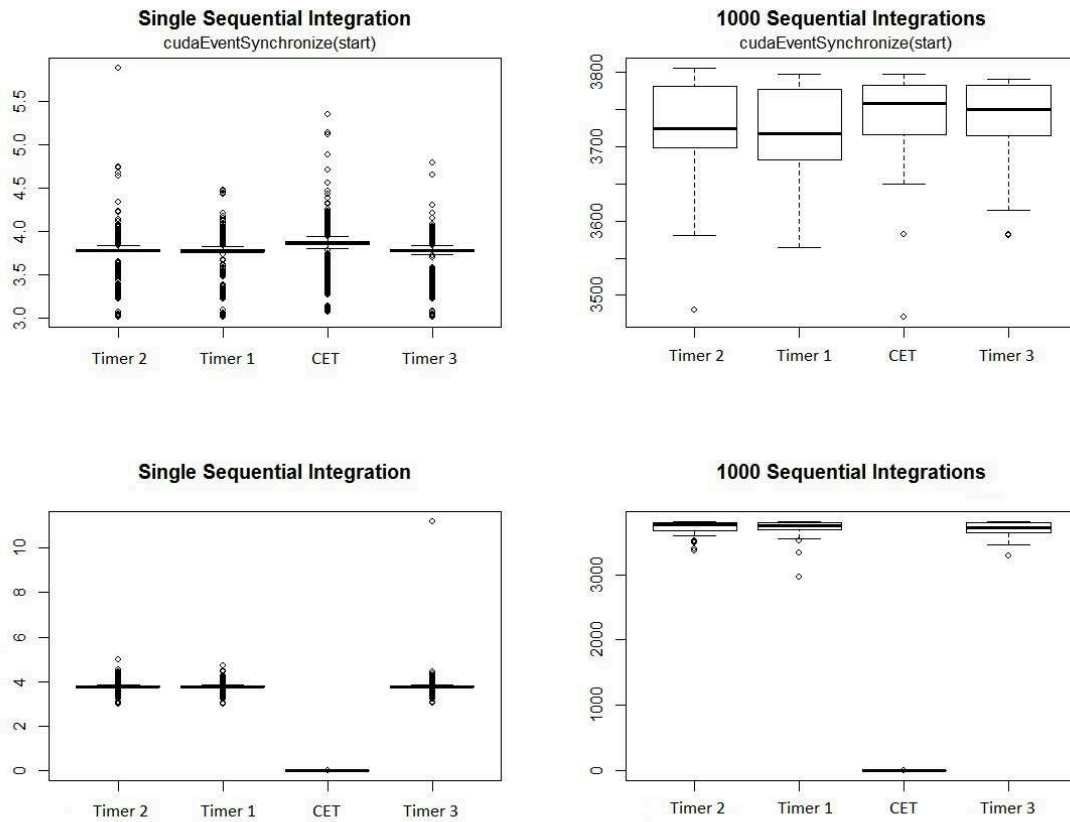 Single Sequential Integration
cudaEventSynchronize(start)
5.5
5.0
4.5
4.0
3.5
3.0
Timer 2
Timer 1
CET
Timer 3
1000 Sequential Integrations
cudaEventSynchronize(start)
3800
3700
3600
3500
Timer 2
Timer 1
CET
Timer 3
Single Sequential Integration
10
8
6
4
2
0
Timer 2
Timer 1
CET
Timer 3
1000 Sequential Integrations
3000
2000
1000
0
Timer 2
Timer 1
CET
Timer 3